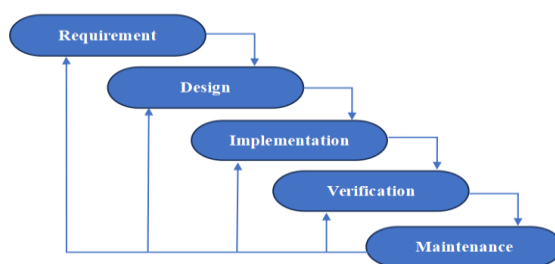 Requirement
Design
Implementation
Verification
Maintenance